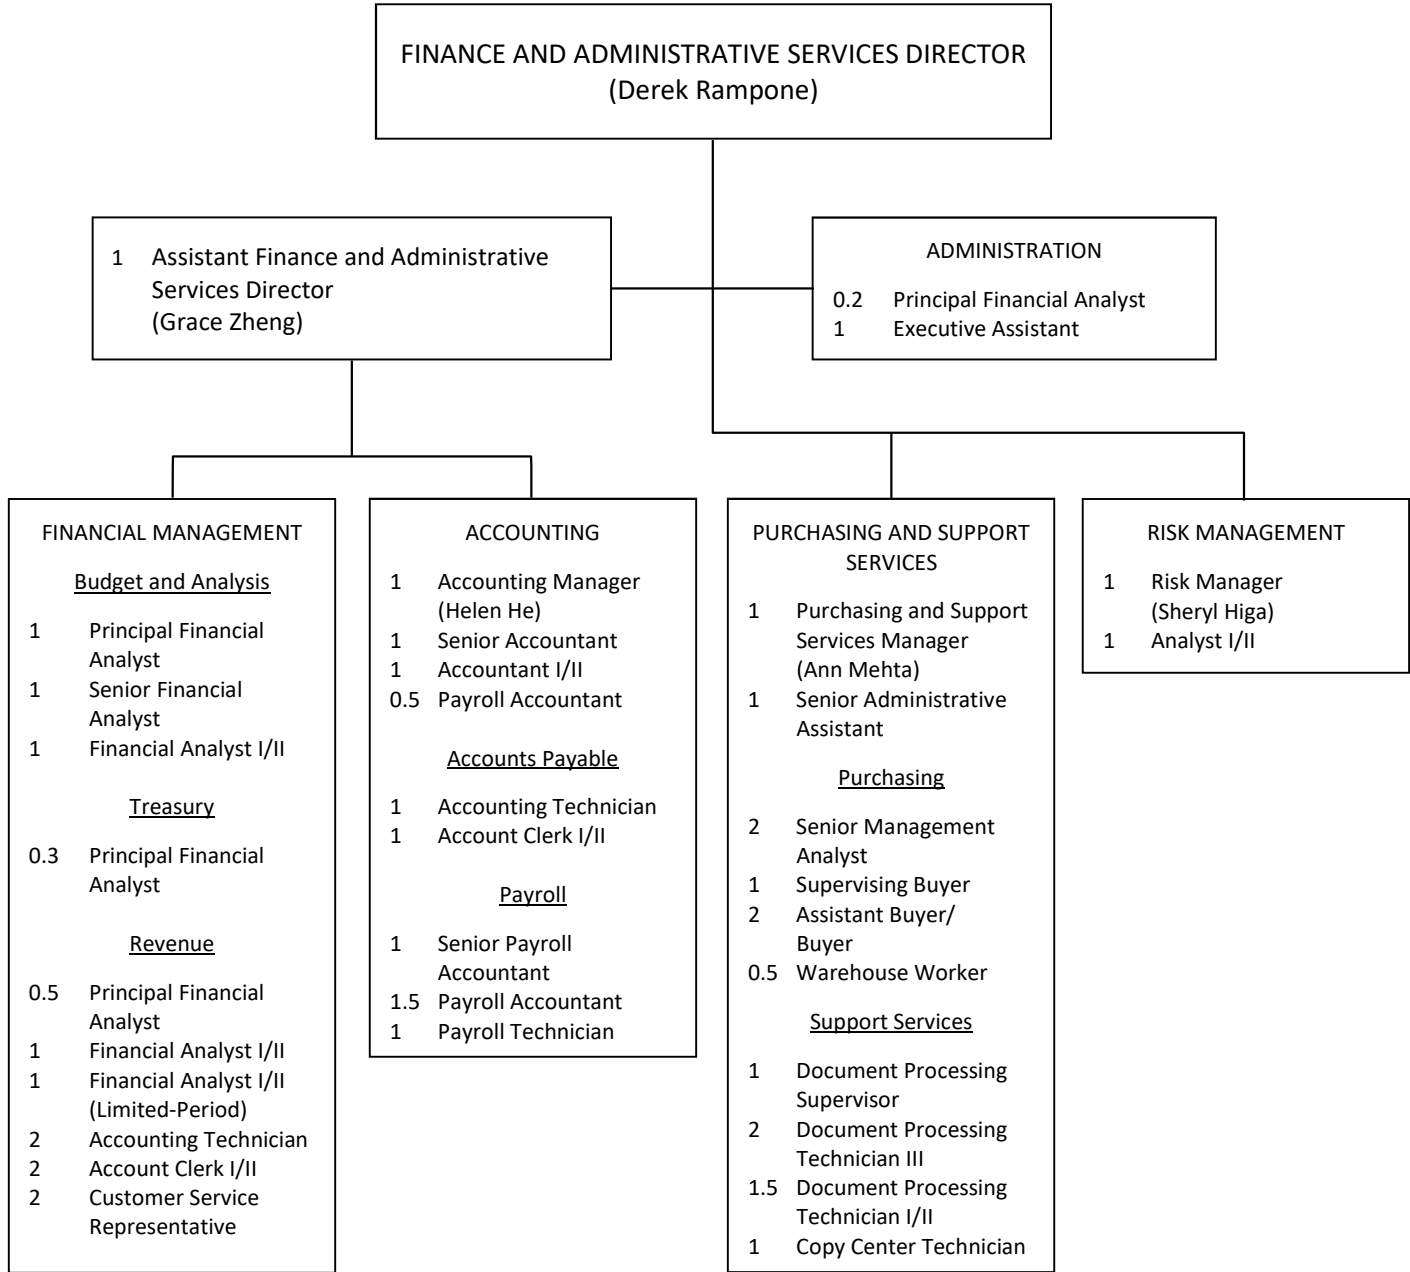 FINANCE AND ADMINISTRATIVE SERVICES DIRECTOR
(Derek Rampone)
1 Assistant Finance and Administrative
Services Director
(Grace Zheng)
ADMINISTRATION
0.2 Principal Financial Analyst
1 Executive Assistant
FINANCIAL MANAGEMENT
Budget and Analysis
1 Principal Financial
Analyst
1 Senior Financial
Analyst
1 Financial Analyst I/II
Treasury
0.3 Principal Financial
Analyst
Revenue
0.5 Principal Financial
Analyst
1 Financial Analyst I/II
1 Financial Analyst I/II
(Limited-Period)
2 Accounting Technician
2 Account Clerk I/II
2 Customer Service
Representative
ACCOUNTING
1 Accounting Manager
(Helen He)
1 Senior Accountant
1 Accountant I/II
0.5 Payroll Accountant
Accounts Payable
1 Accounting Technician
1 Account Clerk I/II
Payroll
1 Senior Payroll
Accountant
1.5 Payroll Accountant
1 Payroll Technician
PURCHASING AND SUPPORT
SERVICES
1 Purchasing and Support
Services Manager
(Ann Mehta)
1 Senior Administrative
Assistant
Purchasing
2 Senior Management
Analyst
1 Supervising Buyer
2 Assistant Buyer/
Buyer
0.5 Warehouse Worker
Support Services
1 Document Processing
Supervisor
2 Document Processing
Technician III
1.5 Document Processing
Technician I/II
1 Copy Center Technician
RISK MANAGEMENT
1 Risk Manager
(Sheryl Higa)
1 Analyst I/II